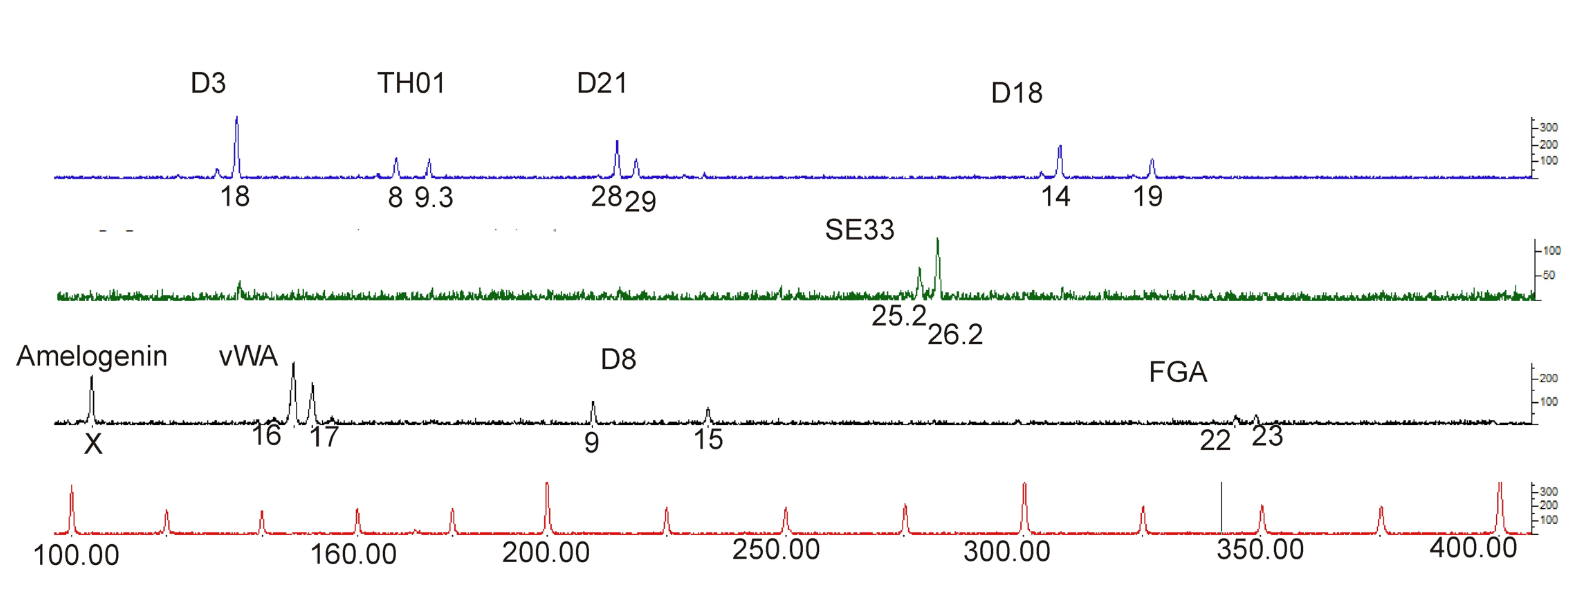 D3 TH01 D21 D18
300
200
100
18 8 9.3 28 29 14 19
SE33
100
50
25.2 26.2
Amelogenin vWA D8 FGA
200
100
X 16 17 9 15 22 23
300
200
100
100.00 160.00 200.00 250.00 300.00 350.00 400.00